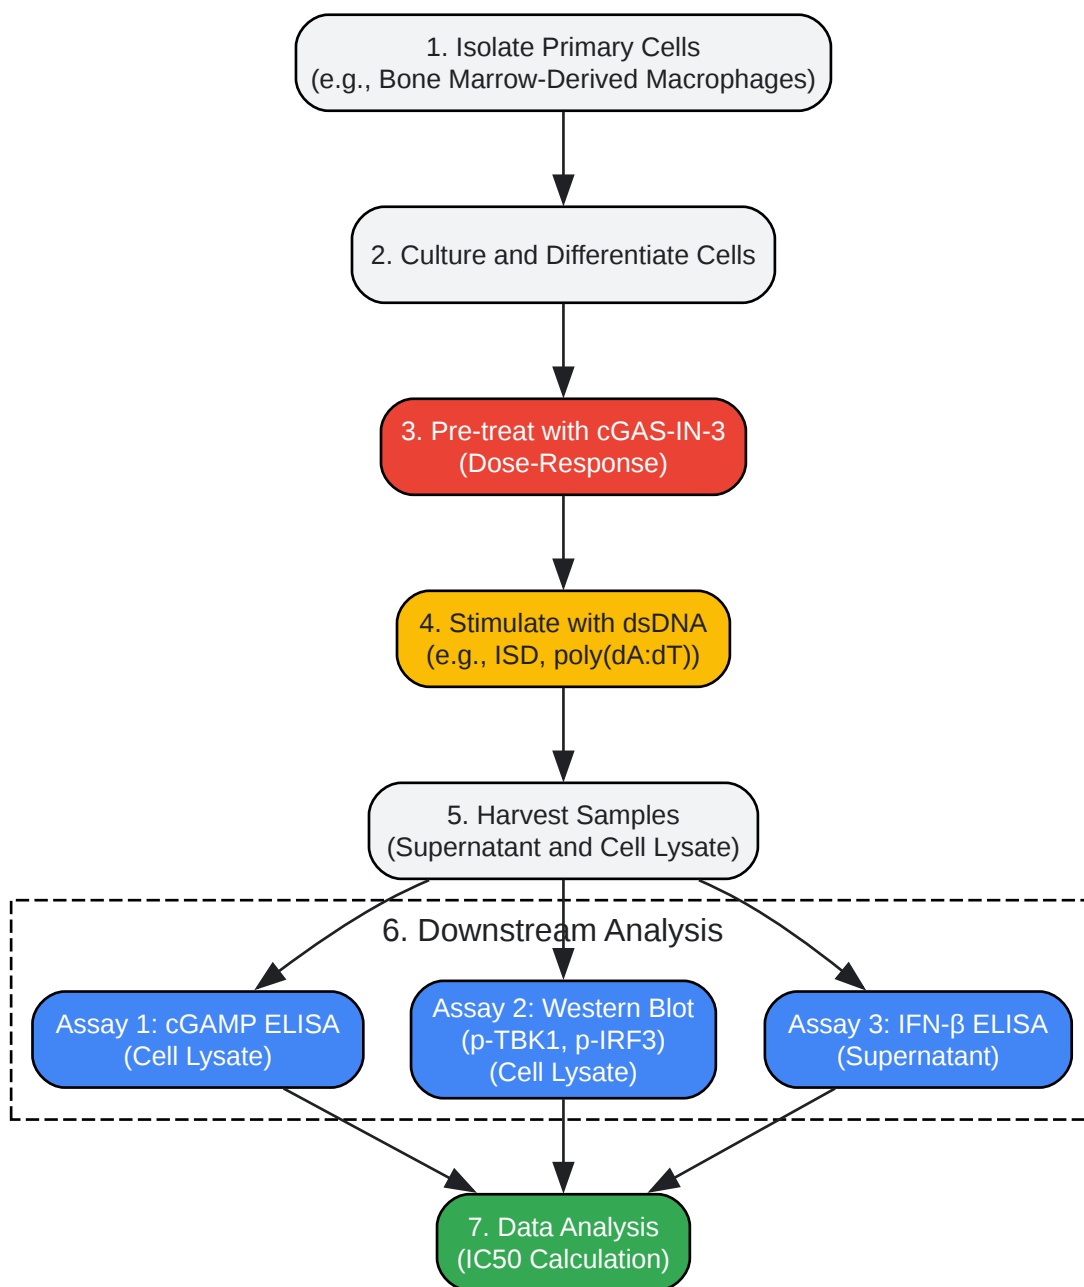 1. Isolate Primary Cells
(e.g., Bone Marrow-Derived Macrophages)
2. Culture and Differentiate Cells
3. Pre-treat with cGAS-IN-3
(Dose-Response)
4. Stimulate with dsDNA
(e.g., ISD, poly(dA:dT))
5. Harvest Samples
(Supernatant and Cell Lysate)
6. Downstream Analysis
Assay 1: cGAMP ELISA
(Cell Lysate)
Assay 2: Western Blot
(p-TBK1, p-IRF3)
(Cell Lysate)
Assay 3: IFN-β ELISA
(Supernatant)
7. Data Analysis
(IC50 Calculation)